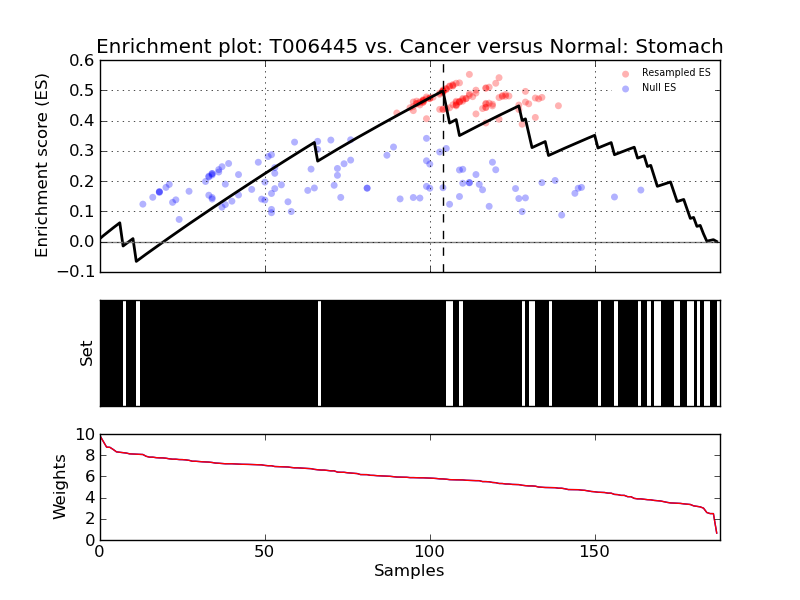 Enrichment plot: T006445 vs. Cancer versus Normal: Stomach
Enrichment score (ES)
0.6
0.5
0.4
0.3
0.2
0.1
0.0
−0.1
Resampled ES
Null ES
Set
Weights
10
8
6
4
2
0
0 50 100 150
Samples